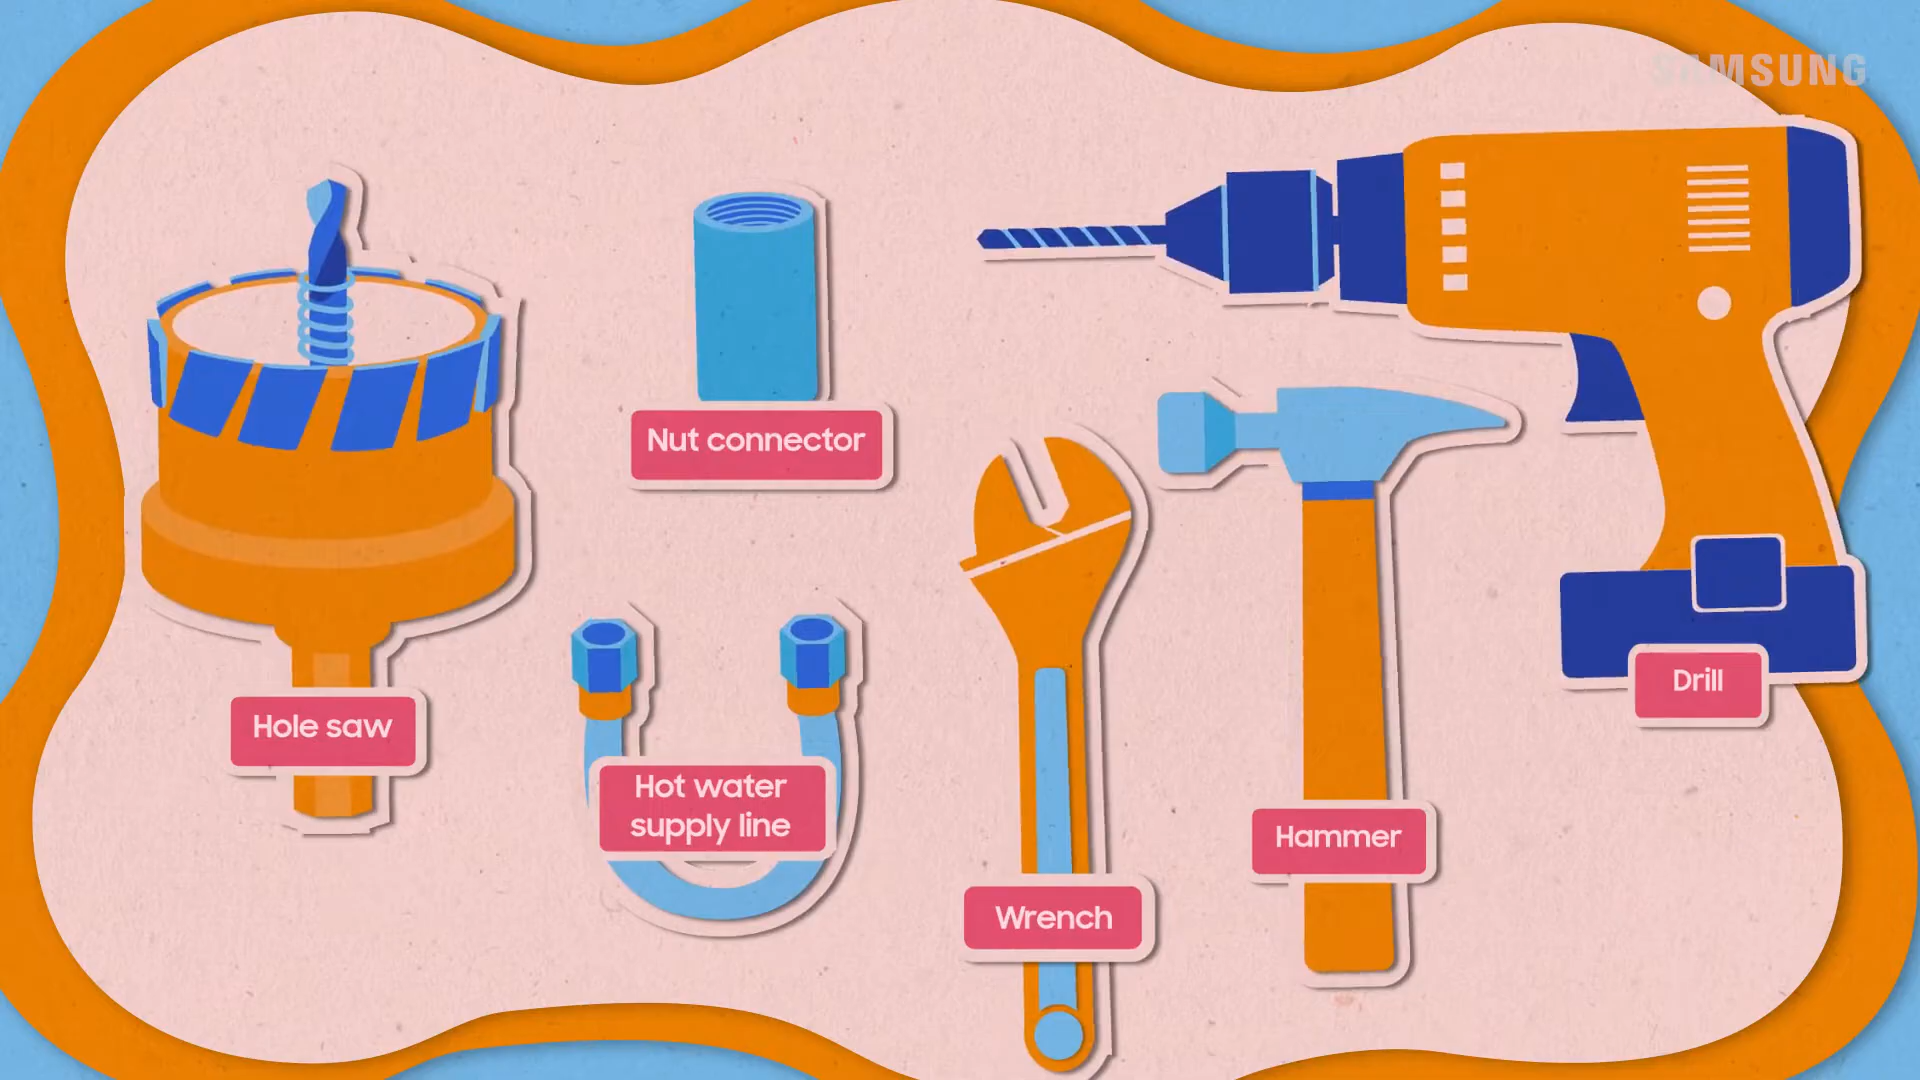 SAMSUNG
Nut connector
Hole saw
Hot water
supply line
Wrench
Hammer
Drill